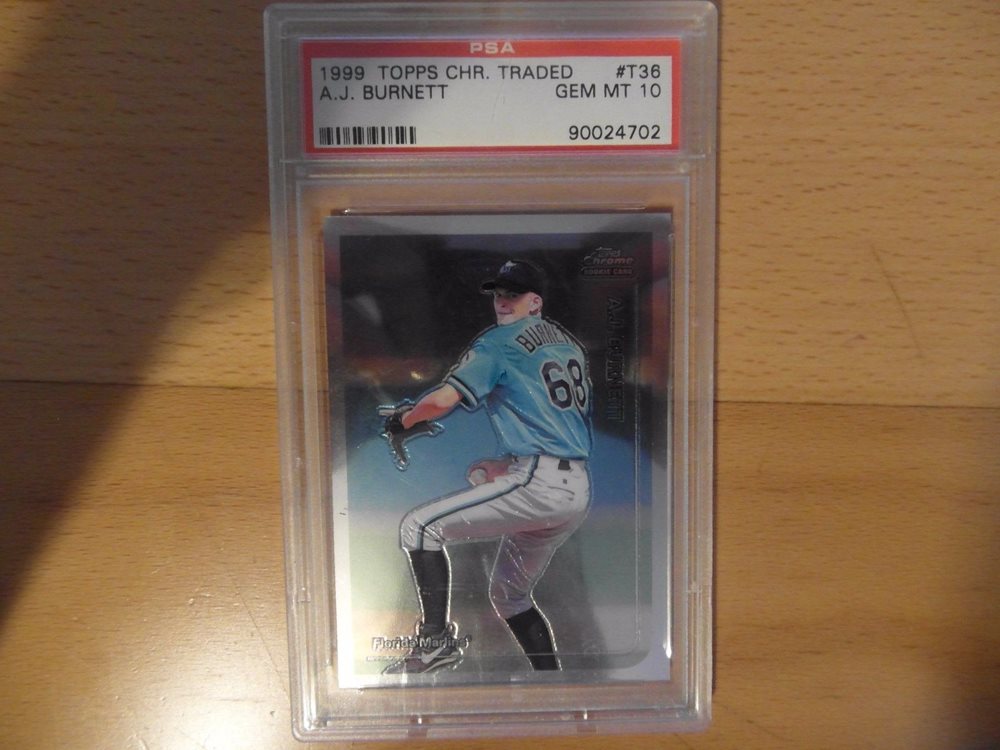 PSA
1999 TOPPS CHR. TRADED #T36
A.J. BURNETT GEM MT 10
90024702
Topps
Chrome
ROOKIE CARD
A.J. BURNETT
BURNETT
68
Florida Marlins